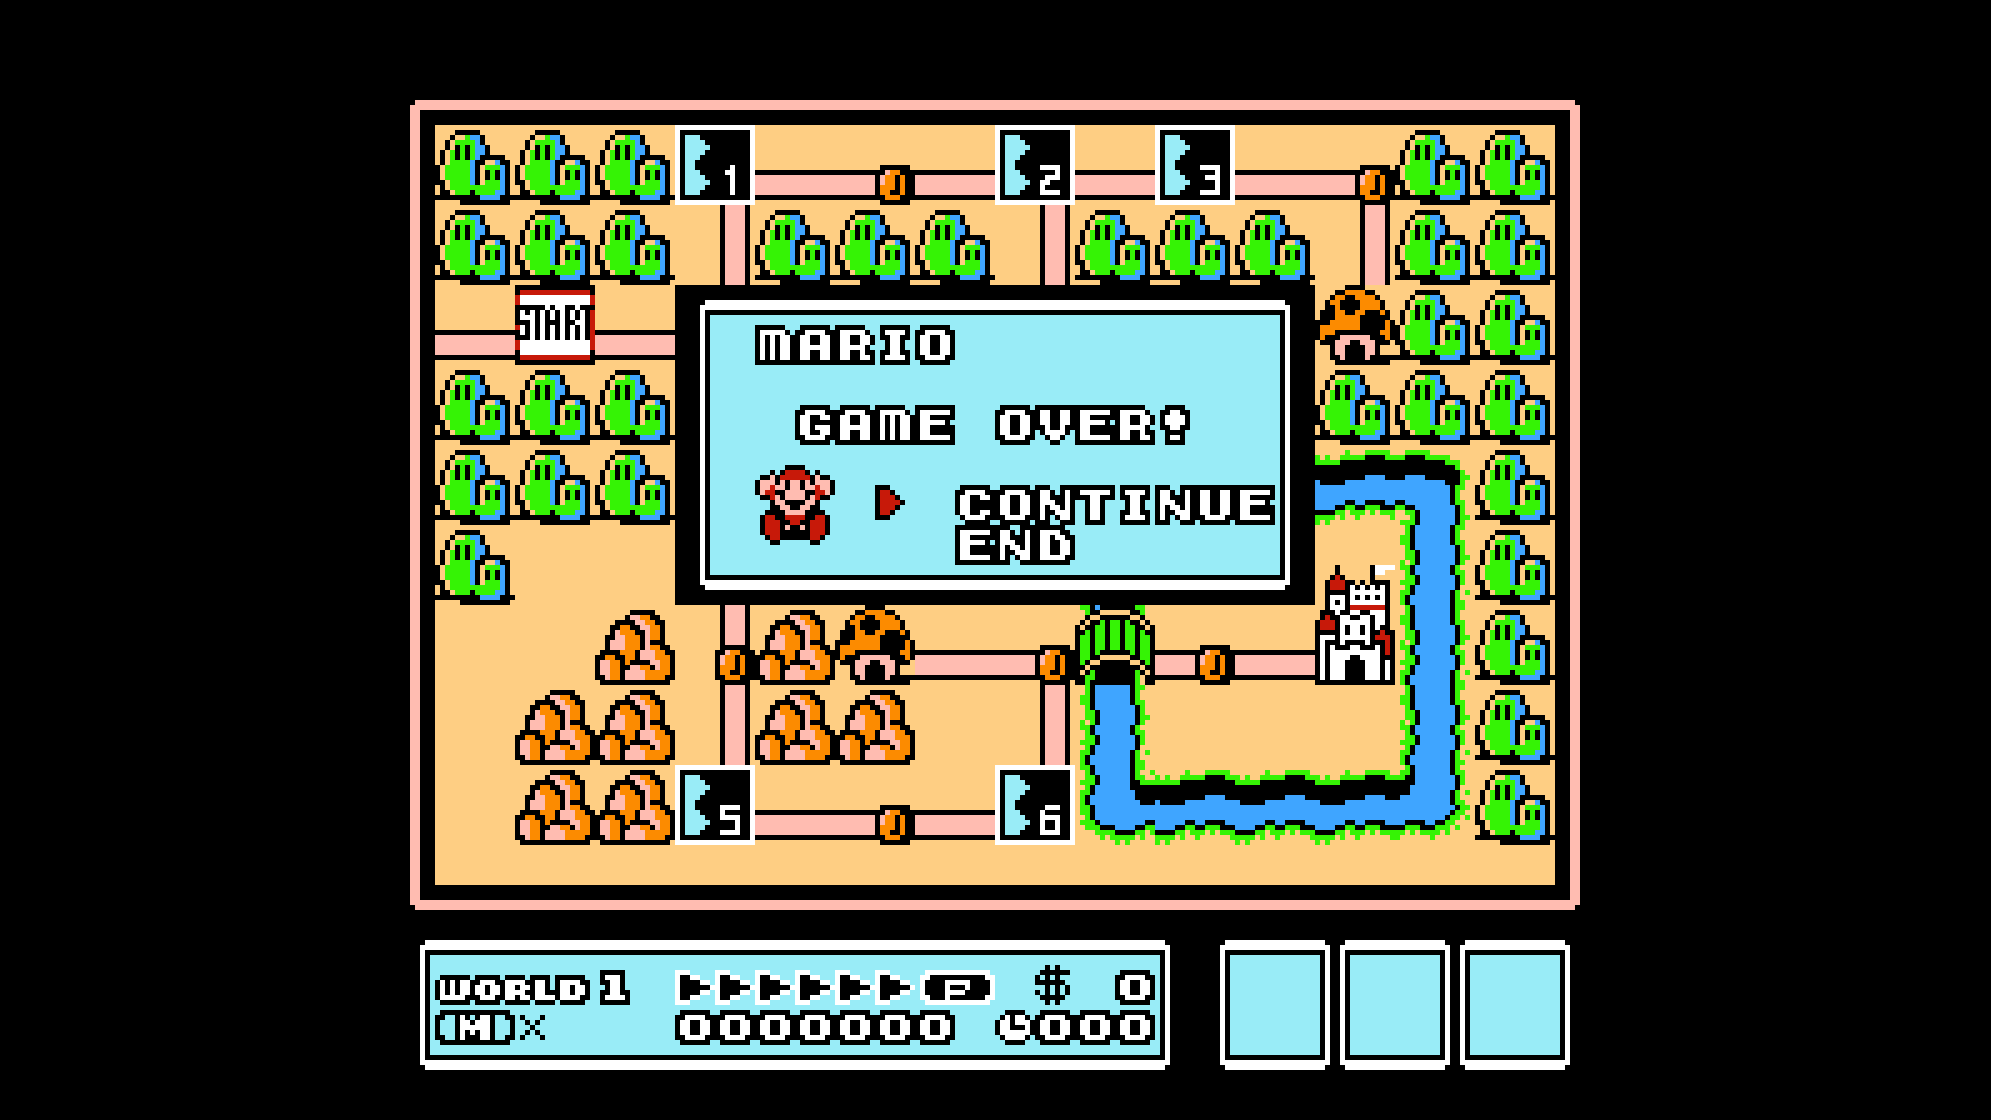 1
2
3
START
MARIO
GAME OVER!
CONTINUE
END
5
6
WORLD 1
P
$ 0
M ×
0000000
000